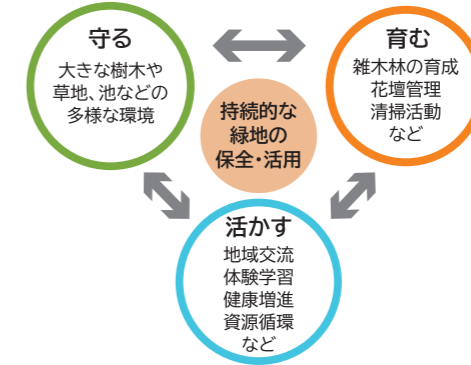 守る
大きな樹木や
草地、池などの
多様な環境
育む
雑木林の育成
花壇管理
清掃活動
など
持続的な
緑地の
保全・活用
活かす
地域交流
体験学習
健康増進
資源循環
など